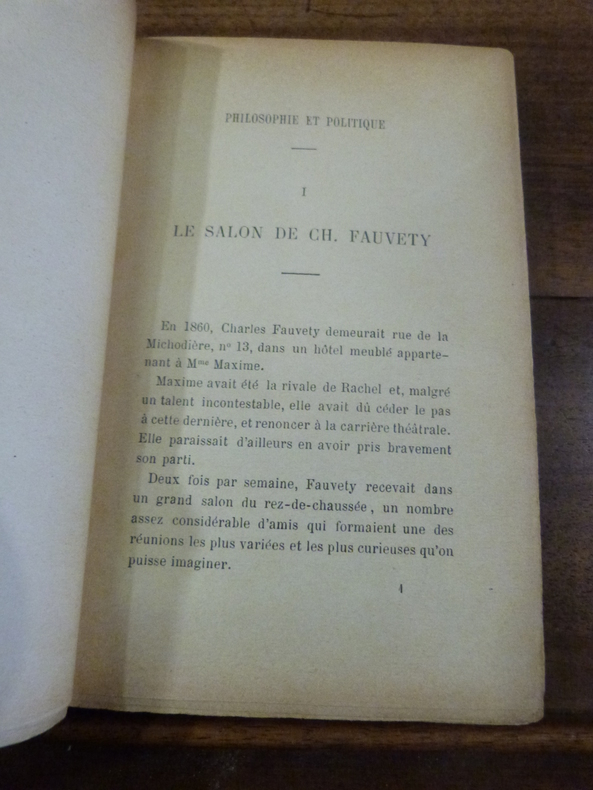 PHILOSOPHIE ET POLITIQUE
I
LE SALON DE CH. FAUVETY
En 1860, Charles Fauvety demeurait rue de la
Michodière, nº 13, dans un hôtel meublé apparte-
nant à Mme Maxime.
Maxime avait été la rivale de Rachel et, malgré
un talent incontestable, elle avait dû céder le pas
à cette dernière, et renoncer à la carrière théâtrale.
Elle paraissait d'ailleurs en avoir pris bravement
son parti.
Deux fois par semaine, Fauvety recevait dans
un grand salon du rez-de-chaussée, un nombre
assez considérable d'amis qui formaient une des
réunions les plus variées et les plus curieuses qu'on
puisse imaginer.
1